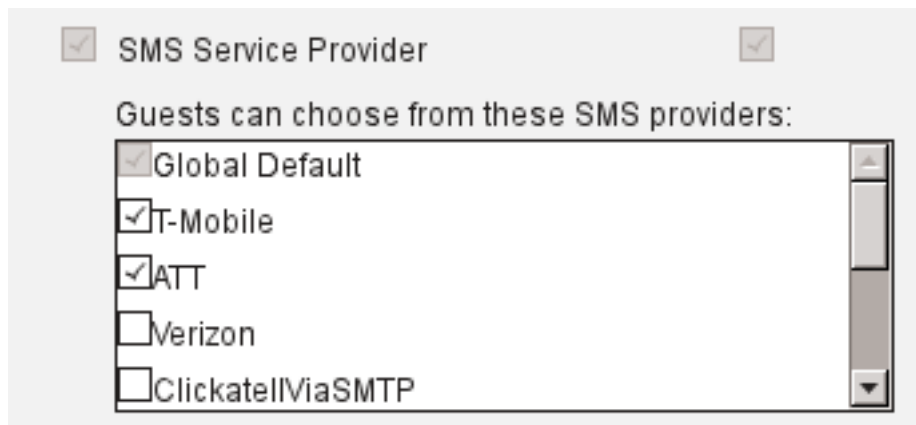 SMS Service Provider
Guests can choose from these SMS providers:
Global Default
T-Mobile
ATT
Verizon
ClickatellViaSMTP